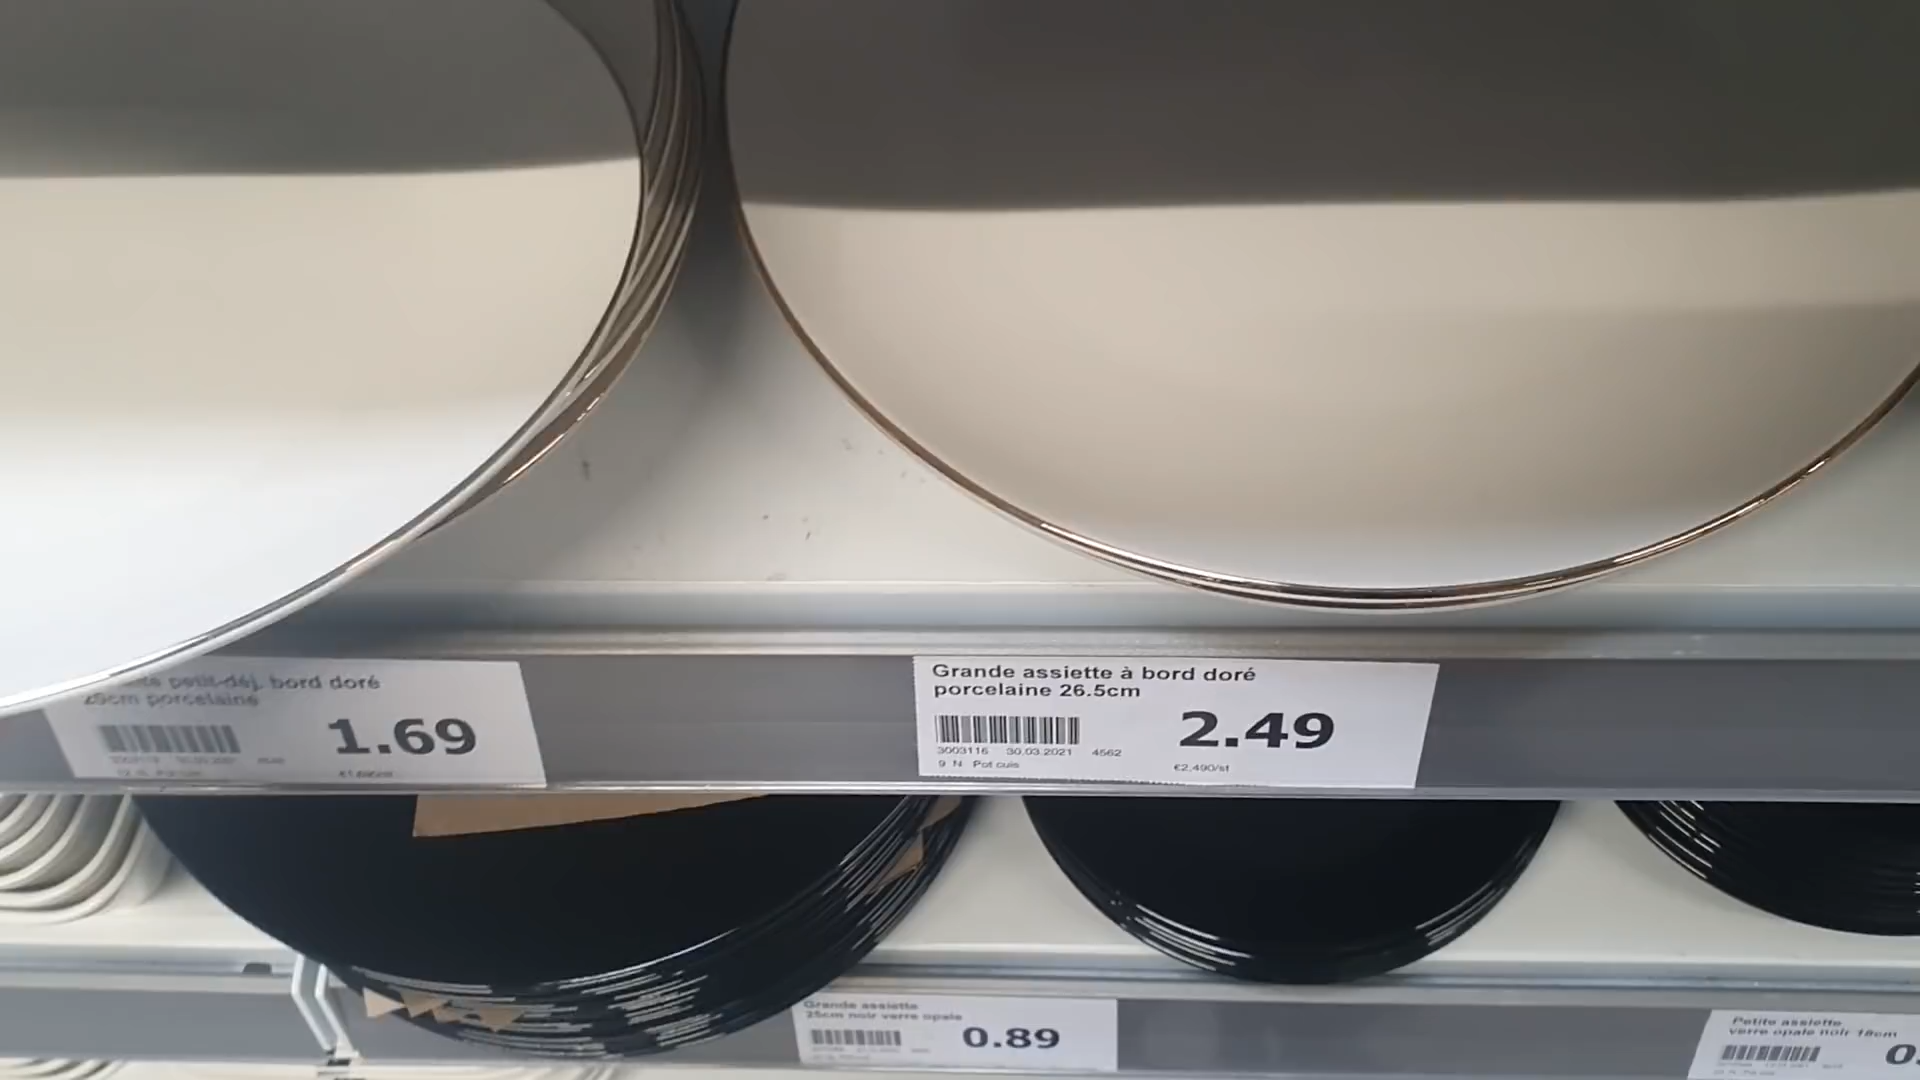 petit-déj. bord doré
porcelaine
1.69
Grande assiette à bord doré
porcelaine 26.5cm
2.49
3003116 30.03.2021 4562
9 N Pot cuis
€2,490/st
Grande assiette
25cm noir verre opale
0.89
Petite assiette
verre opale noir 18cm
0.